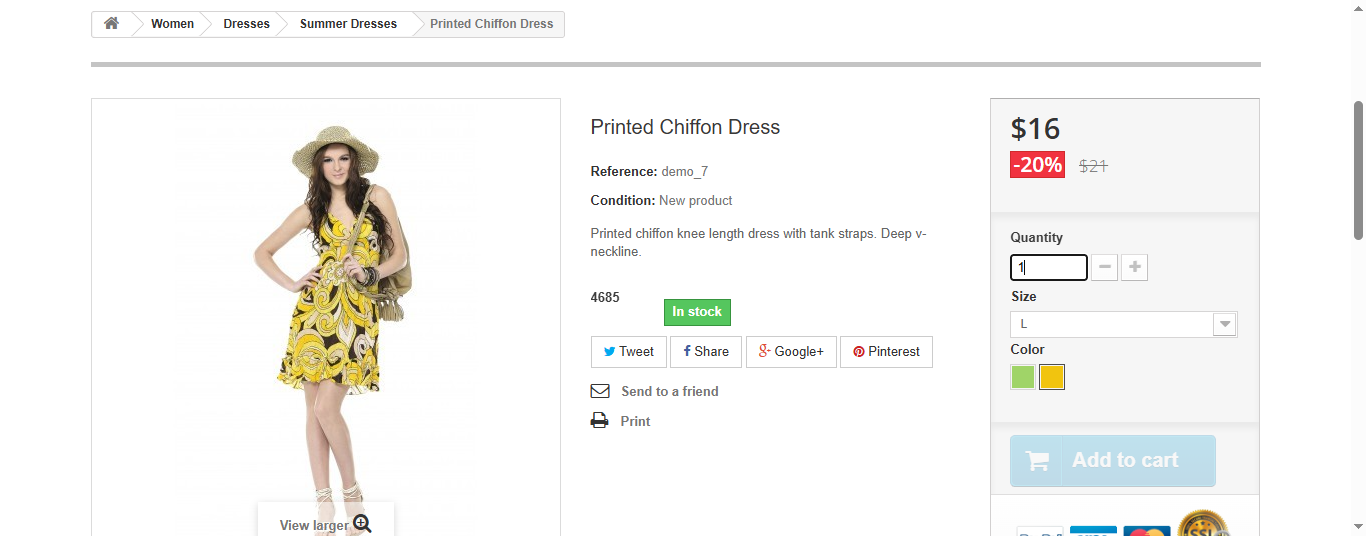 Women
Dresses
Summer Dresses
Printed Chiffon Dress
Printed Chiffon Dress
Reference: demo_7
Condition: New product
Printed chiffon knee length dress with tank straps. Deep v-
neckline.
4685
In stock
Tweet
Share
Google+
Pinterest
Send to a friend
Print
View larger
$16
-20% $21
Quantity
1
Size
L
Color
Add to cart
SSL